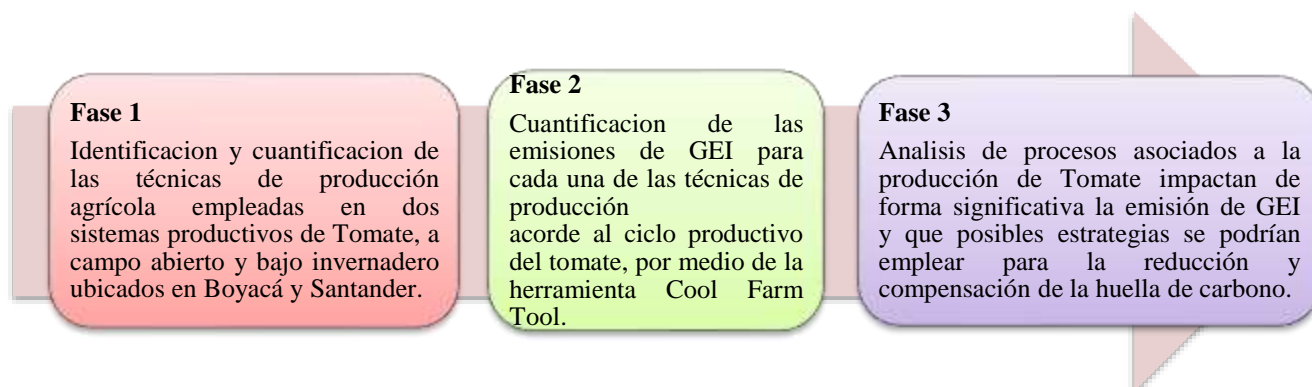 Fase 1
Identificacion y cuantificacion de
las técnicas de producción
agrícola empleadas en dos
sistemas productivos de Tomate, a
campo abierto y bajo invernadero
ubicados en Boyacá y Santander.
Fase 2
Cuantificacion de las
emisiones de GEI para
cada una de las técnicas de
producción
acorde al ciclo productivo
del tomate, por medio de la
herramienta Cool Farm
Tool.
Fase 3
Analisis de procesos asociados a la
producción de Tomate impactan de
forma significativa la emisión de GEI
y que posibles estrategias se podrían
emplear para la reducción y
compensación de la huella de carbono.